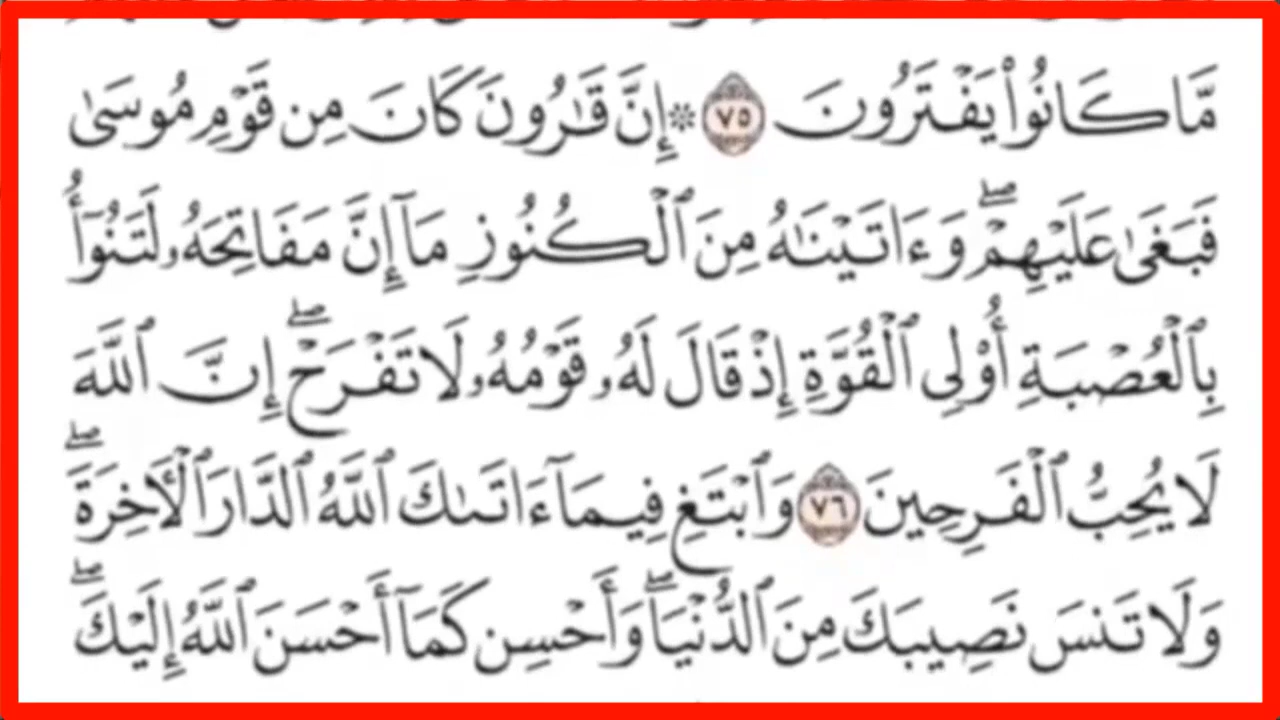 مَّا كَانُوا۟ يَفْتَرُونَ ٧٥ ۞ إِنَّ قَـٰرُونَ كَانَ مِن قَوْمِ مُوسَىٰ
فَبَغَىٰ عَلَيْهِمْ ۖ وَءَاتَيْنَـٰهُ مِنَ ٱلْكُنُوزِ مَآ إِنَّ مَفَاتِحَهُۥ لَتَنُوٓأُ
بِٱلْعُصْبَةِ أُو۟لِى ٱلْقُوَّةِ إِذْ قَالَ لَهُۥ قَوْمُهُۥ لَا تَفْرَحْ ۖ إِنَّ ٱللَّهَ
لَا يُحِبُّ ٱلْفَرِحِينَ ٧٦ وَٱبْتَغِ فِيمَآ ءَاتَىٰكَ ٱللَّهُ ٱلدَّارَ ٱلْـَٔاخِرَةَ ۖ
وَلَا تَنسَ نَصِيبَكَ مِنَ ٱلدُّنْيَا ۖ وَأَحْسِن كَمَآ أَحْسَنَ ٱللَّهُ إِلَيْكَ ۖ